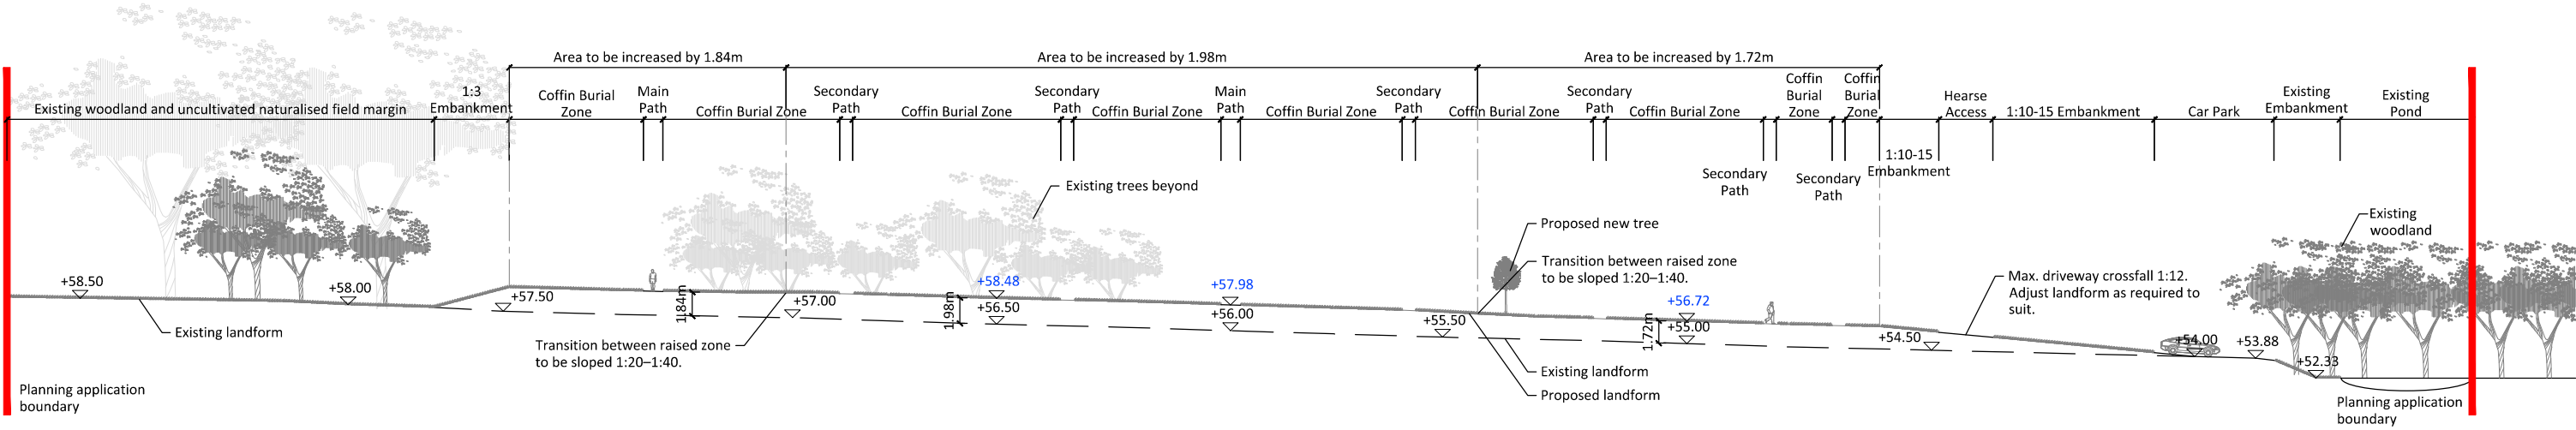 Area to be increased by 1.84m
Area to be increased by 1.98m
Area to be increased by 1.72m
Existing woodland and uncultivated naturalised field margin
1:3
Embankment
Coffin Burial
Zone
Main
Path
Coffin Burial Zone
Secondary
Path
Coffin Burial Zone
Secondary
Path
Coffin Burial Zone
Main
Path
Coffin Burial Zone
Secondary
Path
Coffin Burial Zone
Secondary
Path
Coffin Burial Zone
Secondary
Path
Coffin
Burial
Zone
Secondary
Path
Coffin
Burial
Zone
1:10-15
Embankment
Hearse
Access
1:10-15 Embankment
Car Park
Existing
Embankment
Existing
Pond
Existing trees beyond
Proposed new tree
Transition between raised zone
to be sloped 1:20–1:40.
Existing
woodland
Max. driveway crossfall 1:12.
Adjust landform as required to
suit.
+58.50
+58.00
+57.50
1.84m
+57.00
+58.48
1.98m
+56.50
+57.98
+56.00
+55.50
+56.72
1.72m
+55.00
+54.50
+54.00
+53.88
+52.33
Existing landform
Transition between raised zone
to be sloped 1:20–1:40.
Existing landform
Proposed landform
Planning application
boundary
Planning application
boundary